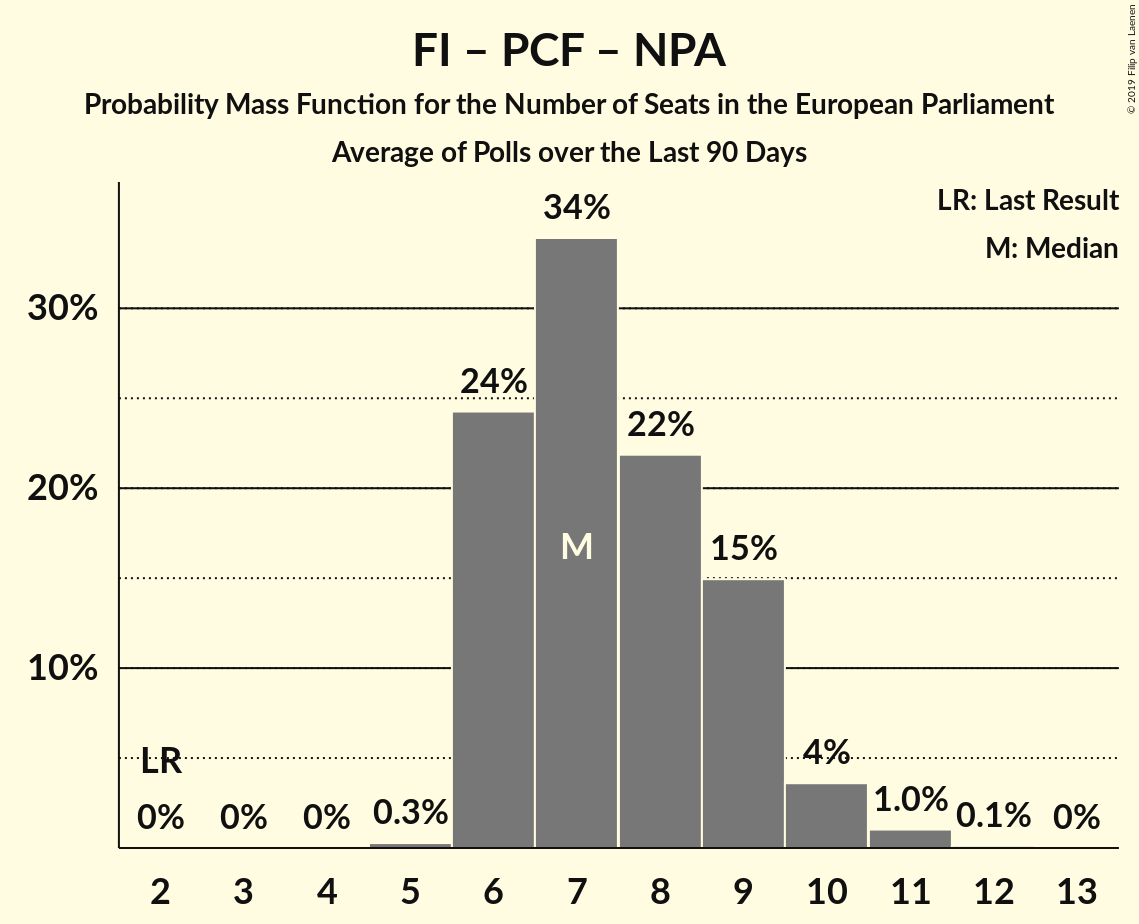 FI – PCF – NPA
Probability Mass Function for the Number of Seats in the European Parliament
Average of Polls over the Last 90 Days
© 2019 Filip van Laenen
LR: Last Result
M: Median
34%
30%
24%
22%
20%
M
15%
10%
LR
4%
0% 0% 0% 0.3% 1.0% 0.1% 0%
2 3 4 5 6 7 8 9 10 11 12 13